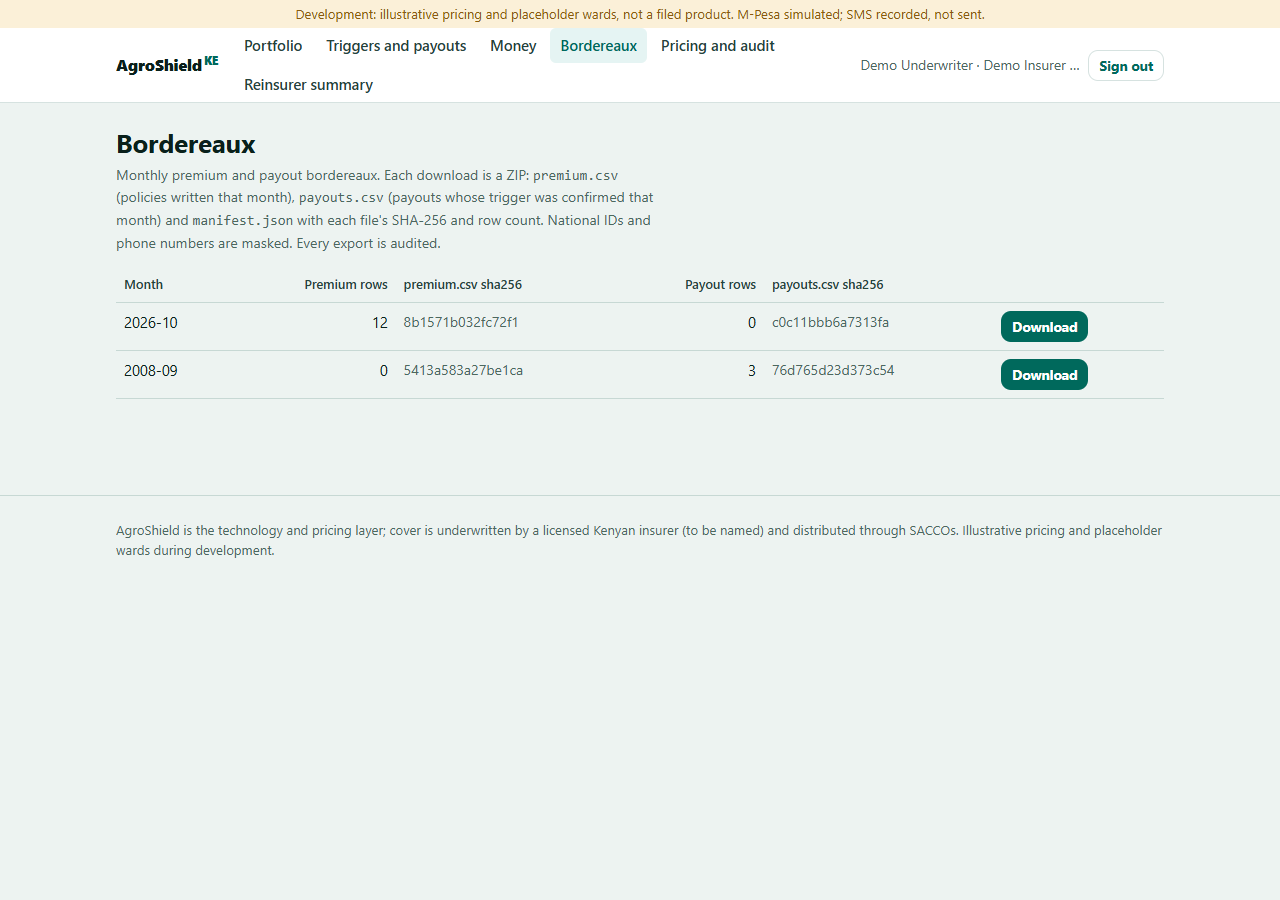 Development: illustrative pricing and placeholder wards, not a filed product. M-Pesa simulated; SMS recorded, not sent.
AgroShield KE
Portfolio Triggers and payouts Money Bordereaux Pricing and audit
Reinsurer summary
Demo Underwriter · Demo Insurer ... Sign out
Bordereaux
Monthly premium and payout bordereaux. Each download is a ZIP: premium.csv
(policies written that month), payouts.csv (payouts whose trigger was confirmed that
month) and manifest.json with each file's SHA-256 and row count. National IDs and
phone numbers are masked. Every export is audited.
Month Premium rows premium.csv sha256 Payout rows payouts.csv sha256
2026-10 12 8b1571b032fc72f1 0 c0c11bbb6a7313fa Download
2008-09 0 5413a583a27be1ca 3 76d765d23d373c54 Download
AgroShield is the technology and pricing layer; cover is underwritten by a licensed Kenyan insurer (to be named) and distributed through SACCOs. Illustrative pricing and placeholder
wards during development.